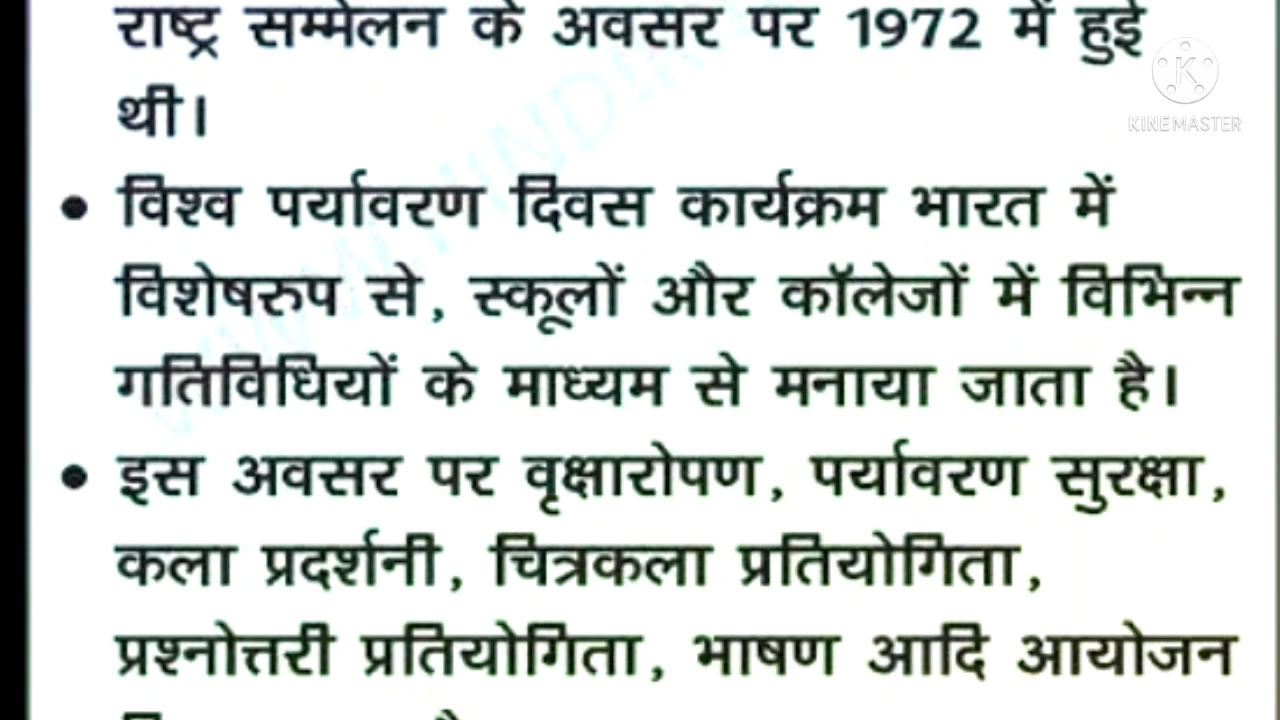 राष्ट्र सम्मेलन के अवसर पर 1972 में हुई
थी।
• विश्व पर्यावरण दिवस कार्यक्रम भारत में
विशेषरुप से, स्कूलों और कॉलेजों में विभिन्न
गतिविधियों के माध्यम से मनाया जाता है।
• इस अवसर पर वृक्षारोपण, पर्यावरण सुरक्षा,
कला प्रदर्शनी, चित्रकला प्रतियोगिता,
प्रश्नोत्तरी प्रतियोगिता, भाषण आदि आयोजन
KINEMASTER